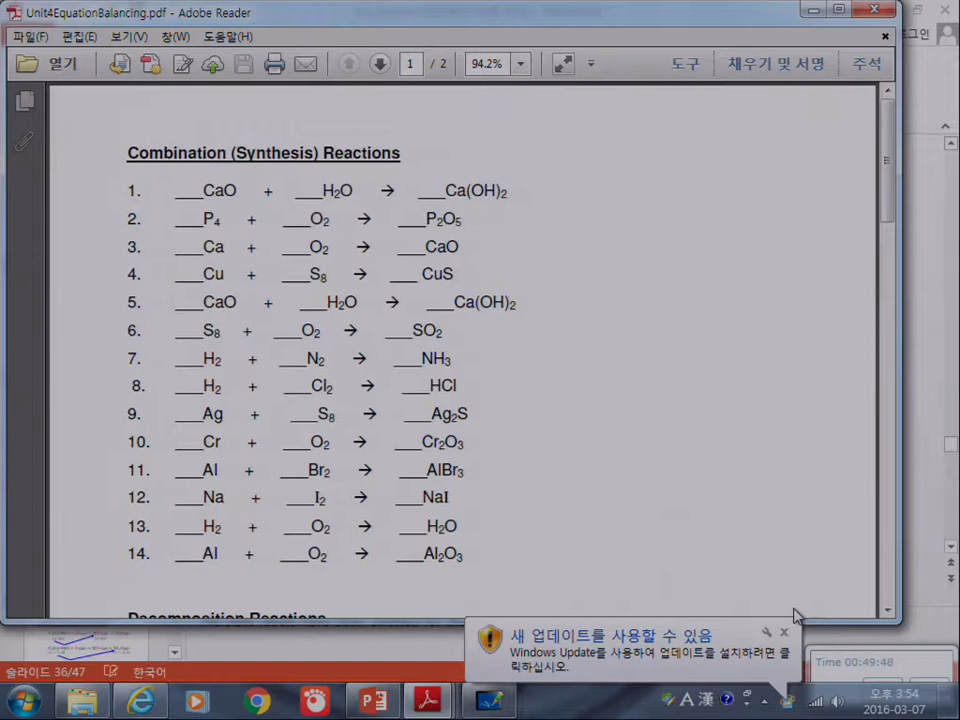 Unit4EquationBalancing.pdf - Adobe Reader
파일(F) 편집(E) 보기(V) 창(W) 도움말(H)
열기 1 / 2 94.2% 도구 채우기 및 서명 주석
Combination (Synthesis) Reactions
1. ___CaO + ___H₂O → ___Ca(OH)₂
2. ___P₄ + ___O₂ → ___P₂O₅
3. ___Ca + ___O₂ → ___CaO
4. ___Cu + ___S₈ → ___ CuS
5. ___CaO + ___H₂O → ___Ca(OH)₂
6. ___S₈ + ___O₂ → ___SO₂
7. ___H₂ + ___N₂ → ___NH₃
8. ___H₂ + ___Cl₂ → ___HCl
9. ___Ag + ___S₈ → ___Ag₂S
10. ___Cr + ___O₂ → ___Cr₂O₃
11. ___Al + ___Br₂ → ___AlBr₃
12. ___Na + ___I₂ → ___NaI
13. ___H₂ + ___O₂ → ___H₂O
14. ___Al + ___O₂ → ___Al₂O₃
Decomposition Reactions
새 업데이트를 사용할 수 있음
Windows Update를 사용하여 업데이트를 설치하려면 클
릭하십시오.
Time 00:49:48
슬라이드 36/47 한국어
A 漢
오후 3:54
2016-03-07